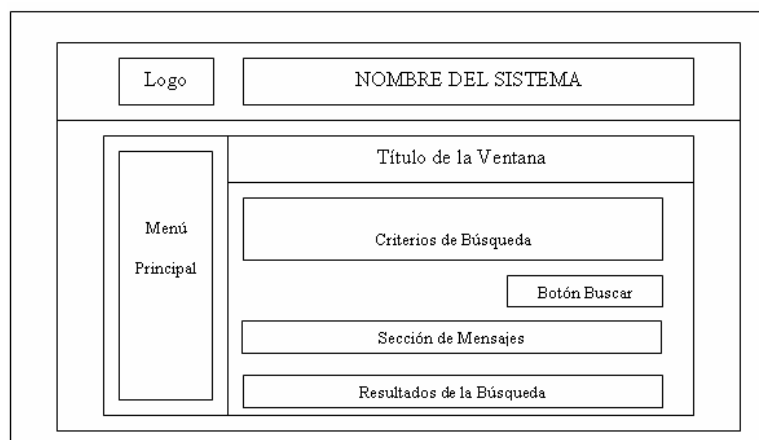 Logo
NOMBRE DEL SISTEMA
Título de la Ventana
Menú
Principal
Criterios de Búsqueda
Botón Buscar
Sección de Mensajes
Resultados de la Búsqueda